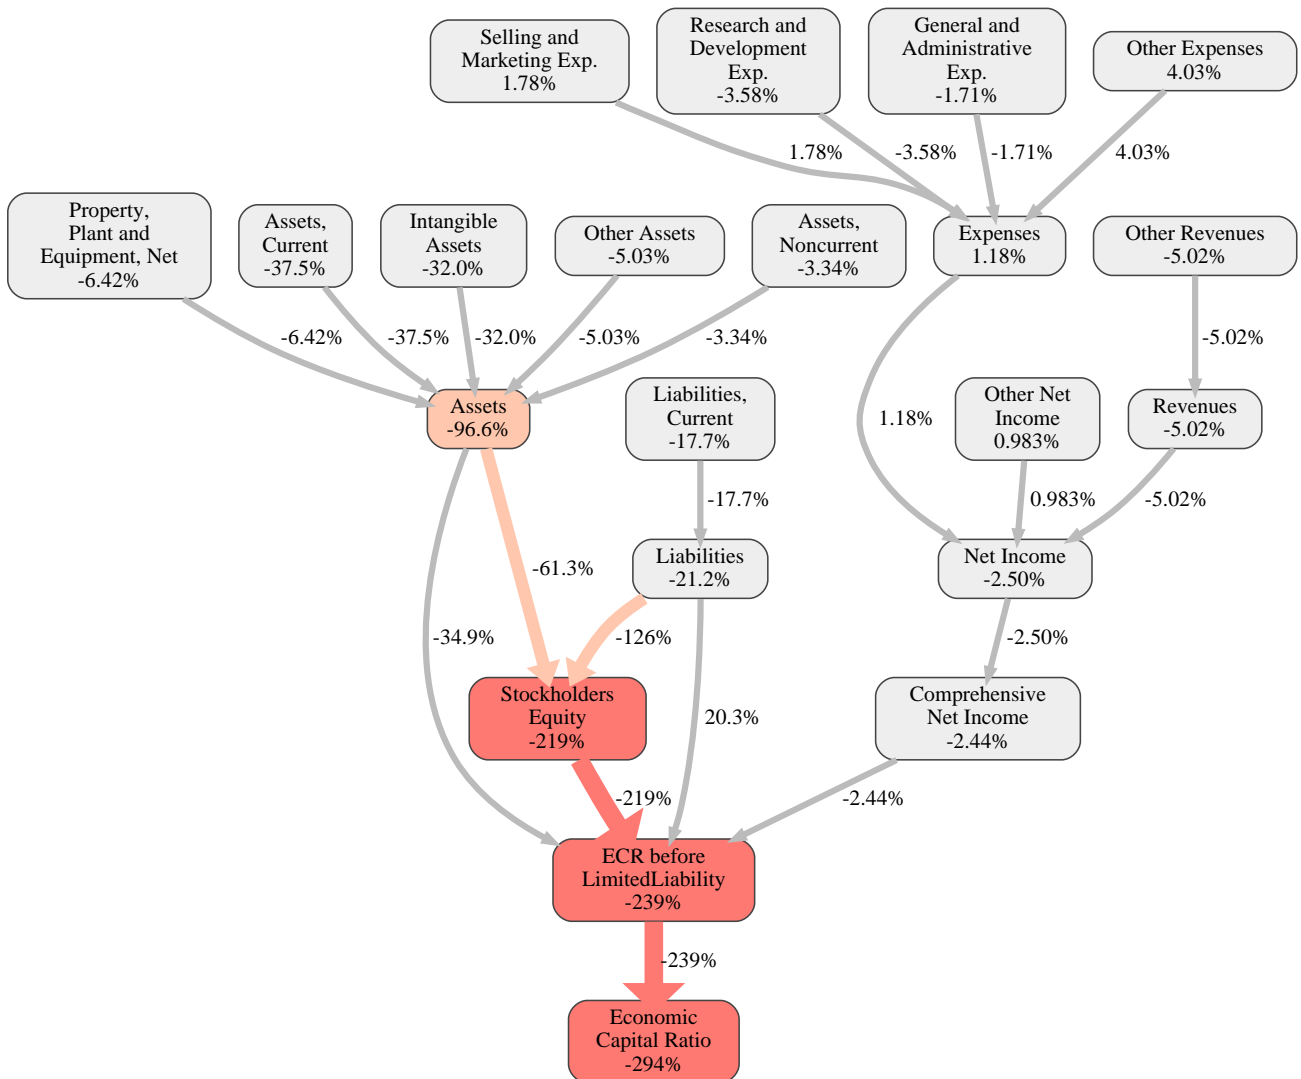 Selling and
Marketing Exp.
1.78%
Research and
Development
Exp.
-3.58%
General and
Administrative
Exp.
-1.71%
Other Expenses
4.03%
1.78%
-3.58%
-1.71%
4.03%
Property,
Plant and
Equipment, Net
-6.42%
Assets,
Current
-37.5%
Intangible
Assets
-32.0%
Other Assets
-5.03%
Assets,
Noncurrent
-3.34%
Expenses
1.18%
Other Revenues
-5.02%
-6.42%
-37.5%
-32.0%
-5.03%
-3.34%
-5.02%
Assets
-96.6%
Liabilities,
Current
-17.7%
1.18%
Other Net
Income
0.983%
Revenues
-5.02%
-17.7%
0.983%
-5.02%
-61.3%
Liabilities
-21.2%
Net Income
-2.50%
-34.9%
-126%
-2.50%
Stockholders
Equity
-219%
20.3%
Comprehensive
Net Income
-2.44%
-219%
-2.44%
ECR before
LimitedLiability
-239%
-239%
Economic
Capital Ratio
-294%